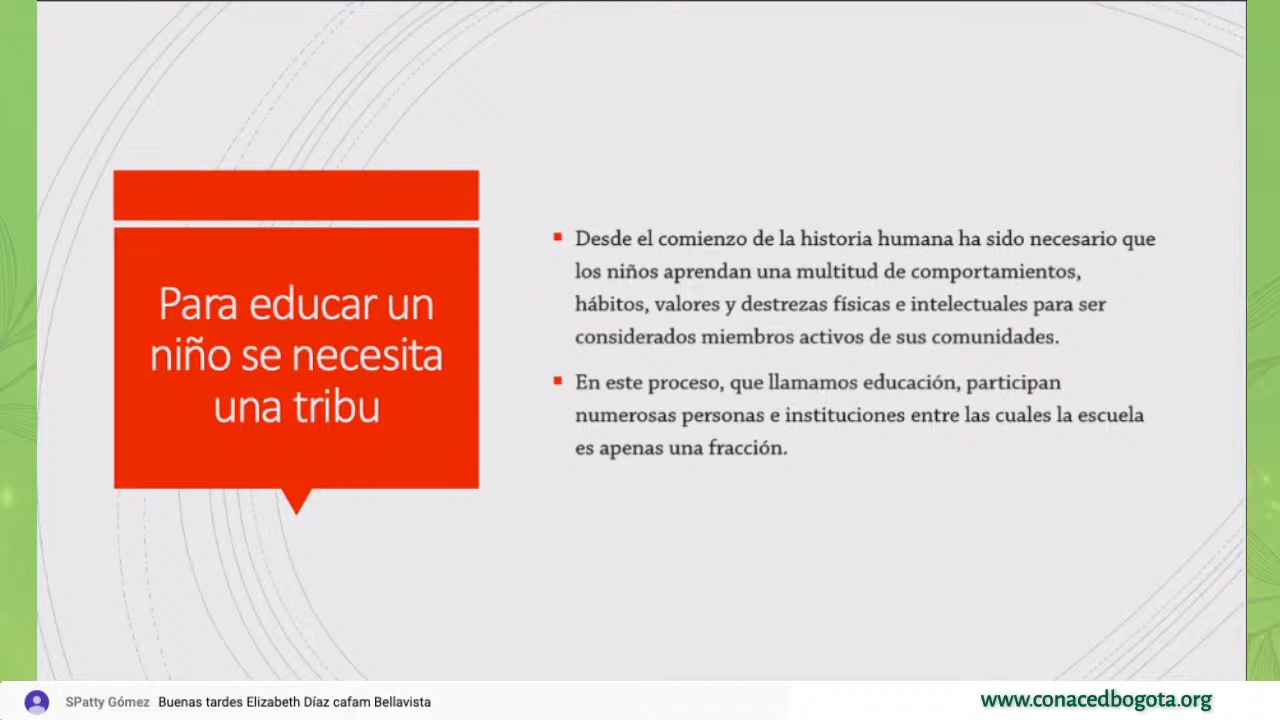 Para educar un
niño se necesita
una tribu
Desde el comienzo de la historia humana ha sido necesario que
los niños aprendan una multitud de comportamientos,
hábitos, valores y destrezas físicas e intelectuales para ser
considerados miembros activos de sus comunidades.
En este proceso, que llamamos educación, participan
numerosas personas e instituciones entre las cuales la escuela
es apenas una fracción.
SPatty Gómez Buenas tardes Elizabeth Díaz cafam Bellavista
www.conacedbogota.org